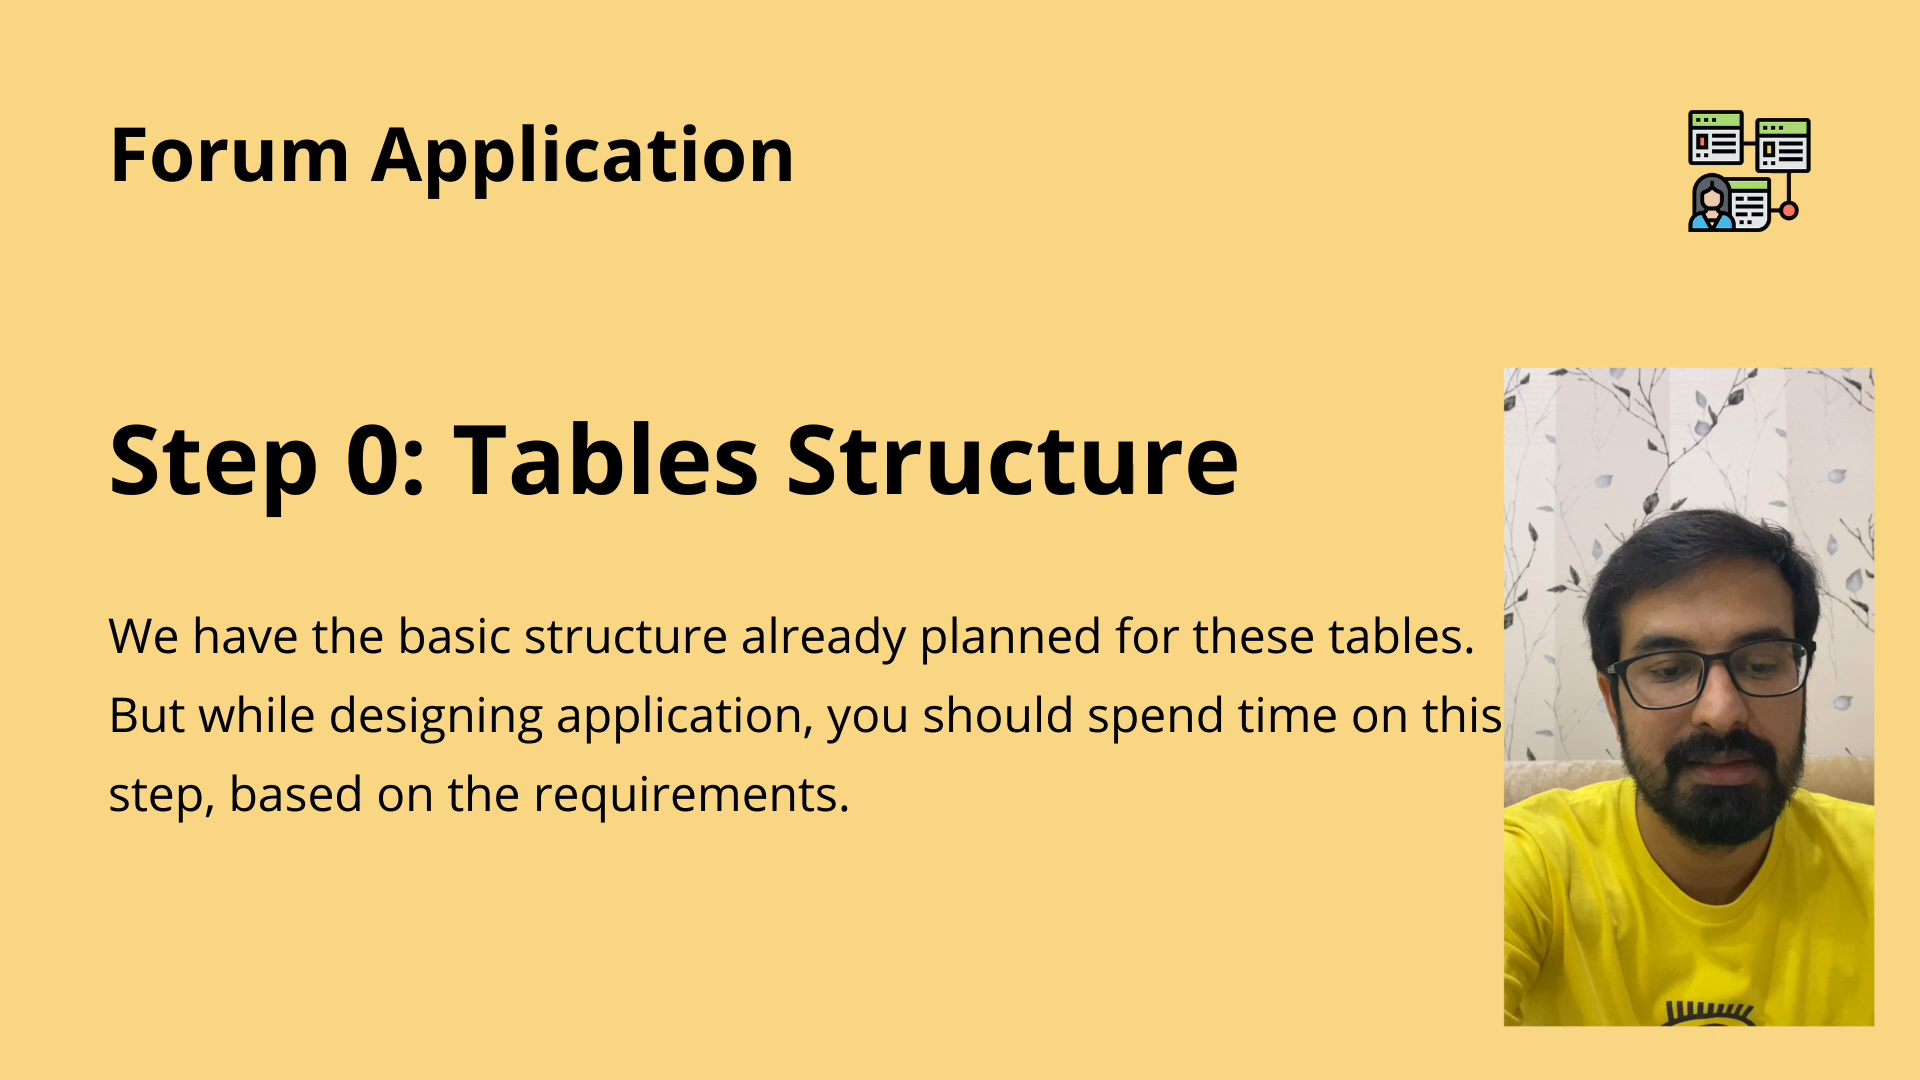 Forum Application
Step 0: Tables Structure
We have the basic structure already planned for these tables.
But while designing application, you should spend time on this
step, based on the requirements.